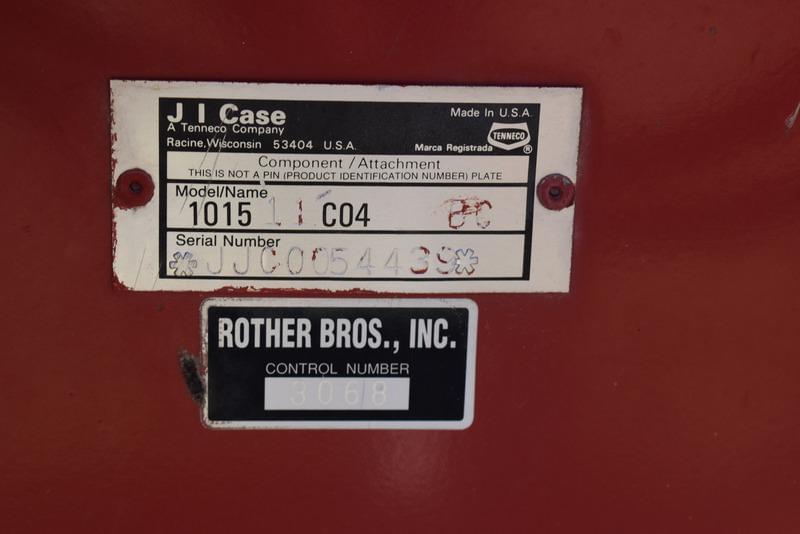 J I Case
Made In U.S.A.
A Tenneco Company
TENNECO
Racine, Wisconsin 53404 U.S.A.
Marca Registrada ®
Component / Attachment
THIS IS NOT A PIN (PRODUCT IDENTIFICATION NUMBER) PLATE
Model/Name
1015 11 C04 BC
Serial Number
*JJC0054439*
ROTHER BROS., INC.
CONTROL NUMBER
3068